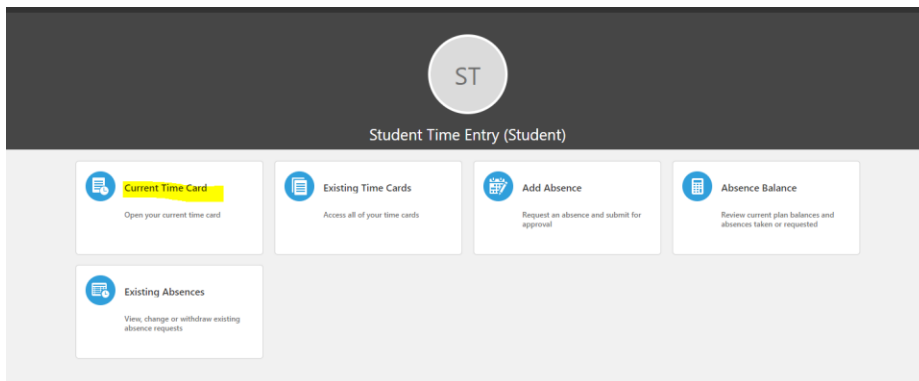 ST
Student Time Entry (Student)
Current Time Card
Open your current time card
Existing Time Cards
Access all of your time cards
Add Absence
Request an absence and submit for
approval
Absence Balance
Review current plan balances and
absences taken or requested
Existing Absences
View, change or withdraw existing
absence requests